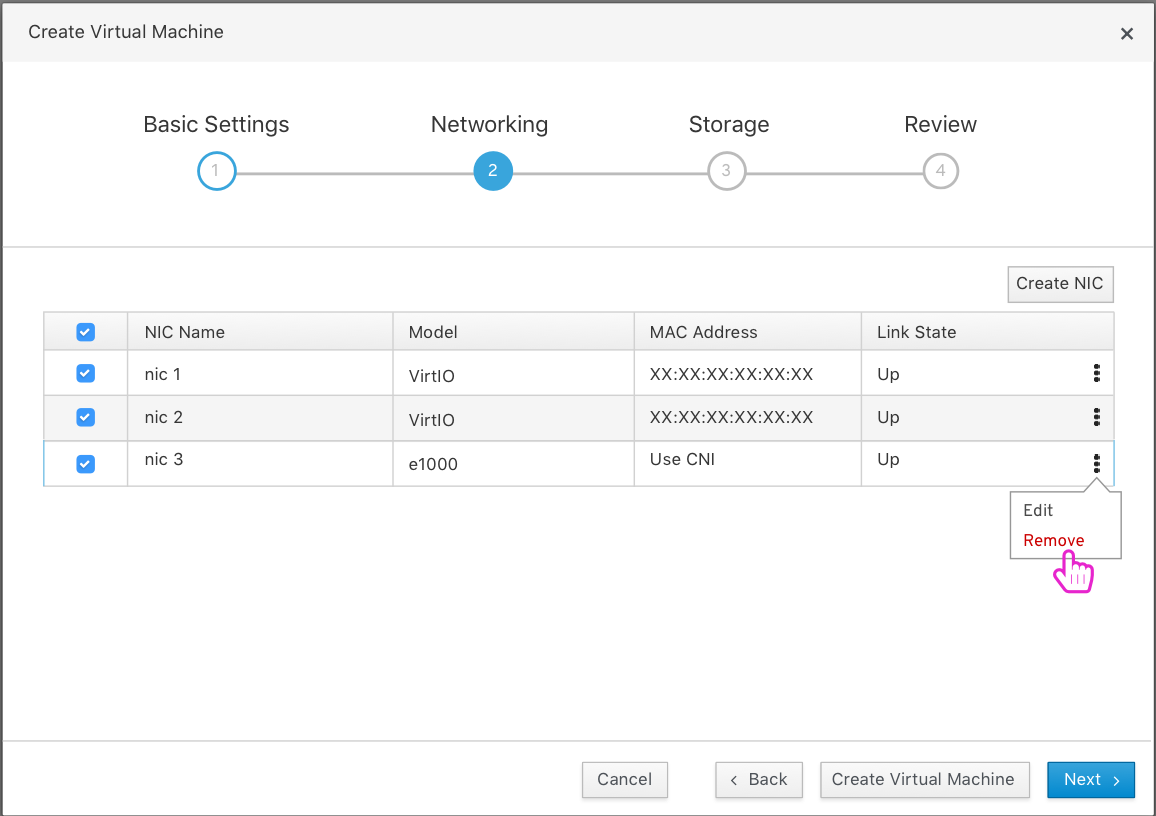 Create Virtual Machine
Basic Settings Networking Storage Review
1 2 3 4
Create NIC
NIC Name Model MAC Address Link State
nic 1 VirtIO XX:XX:XX:XX:XX:XX Up
nic 2 VirtIO XX:XX:XX:XX:XX:XX Up
nic 3 e1000 Use CNI Up
Edit
Remove
Cancel Back Create Virtual Machine Next